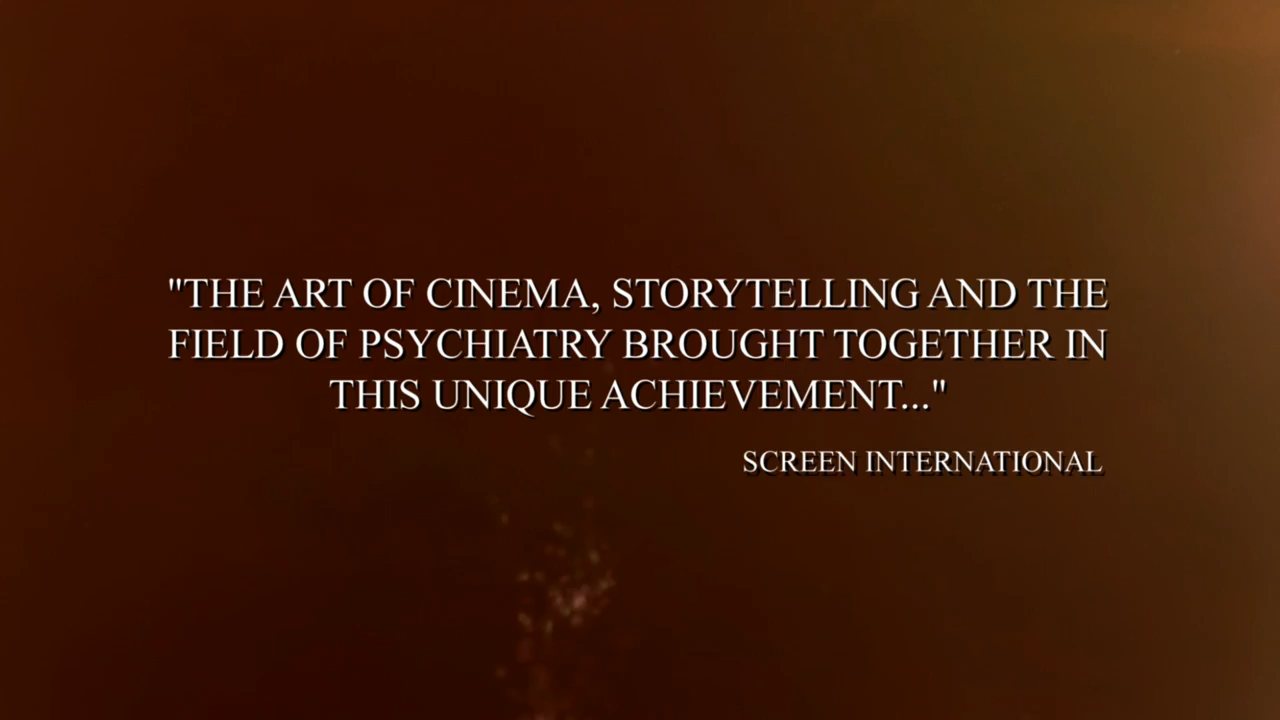 "THE ART OF CINEMA, STORYTELLING AND THE
FIELD OF PSYCHIATRY BROUGHT TOGETHER IN
THIS UNIQUE ACHIEVEMENT..."
SCREEN INTERNATIONAL